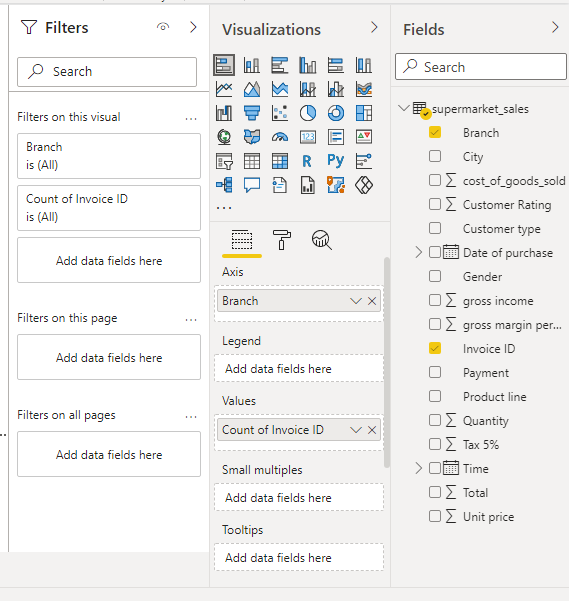 Filters
Search
Filters on this visual
...
Branch
is (All)
Count of Invoice ID
is (All)
Add data fields here
Filters on this page
...
Add data fields here
Filters on all pages
...
Add data fields here
Visualizations
123
R
Py
...
Axis
Branch
Legend
Add data fields here
Values
Count of Invoice ID
Small multiples
Add data fields here
Tooltips
Add data fields here
Fields
Search
supermarket_sales
Branch
City
∑ cost_of_goods_sold
∑ Customer Rating
Customer type
Date of purchase
Gender
∑ gross income
∑ gross margin per...
Invoice ID
Payment
Product line
∑ Quantity
∑ Tax 5%
Time
∑ Total
∑ Unit price